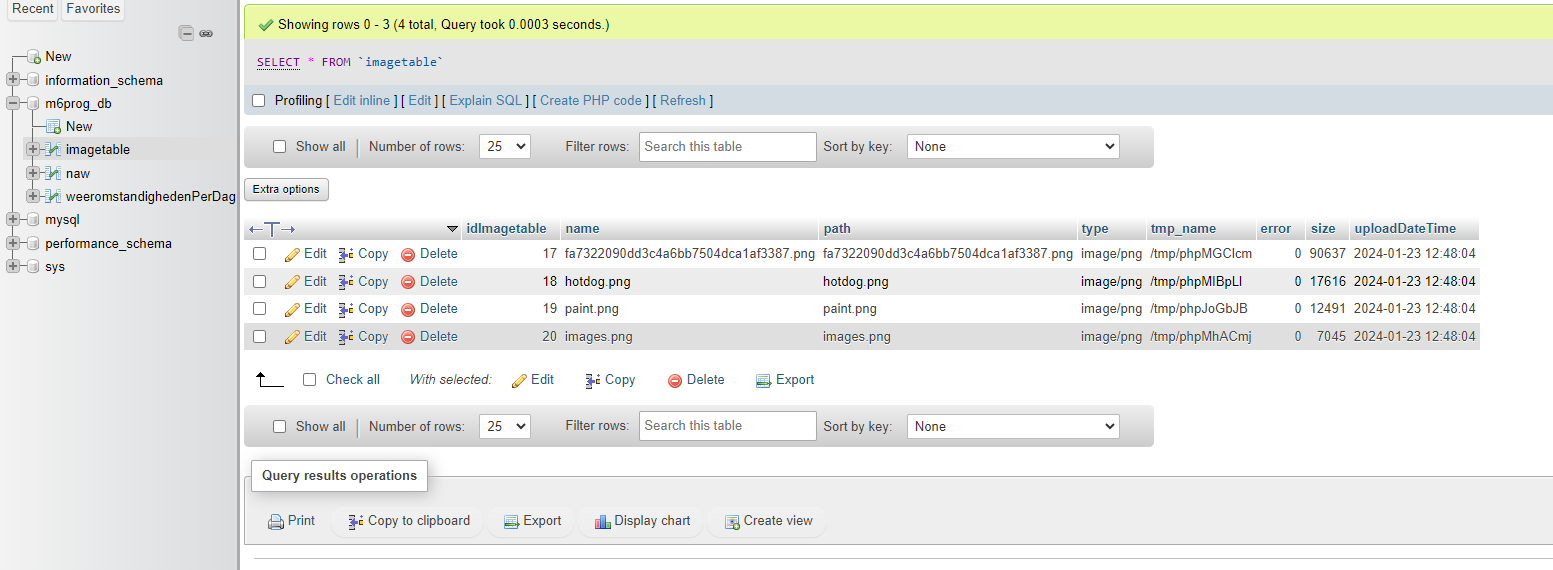 Recent Favorites
New
information_schema
m6prog_db
New
imagetable
naw
weeromstandighedenPerDag
mysql
performance_schema
sys
Showing rows 0 - 3 (4 total, Query took 0.0003 seconds.)
SELECT * FROM `imagetable`
Profiling [ Edit inline ] [ Edit ] [ Explain SQL ] [ Create PHP code ] [ Refresh ]
Show all | Number of rows: 25 Filter rows: Search this table Sort by key: None
Extra options
←T→ idImagetable name path type tmp_name error size uploadDateTime
Edit Copy Delete 17 fa7322090dd3c4a6bb7504dca1af3387.png fa7322090dd3c4a6bb7504dca1af3387.png image/png /tmp/phpMGCIcm 0 90637 2024-01-23 12:48:04
Edit Copy Delete 18 hotdog.png hotdog.png image/png /tmp/phpMIBpLI 0 17616 2024-01-23 12:48:04
Edit Copy Delete 19 paint.png paint.png image/png /tmp/phpJoGbJB 0 12491 2024-01-23 12:48:04
Edit Copy Delete 20 images.png images.png image/png /tmp/phpMhACmj 0 7045 2024-01-23 12:48:04
Check all With selected: Edit Copy Delete Export
Show all | Number of rows: 25 Filter rows: Search this table Sort by key: None
Query results operations
Print Copy to clipboard Export Display chart Create view